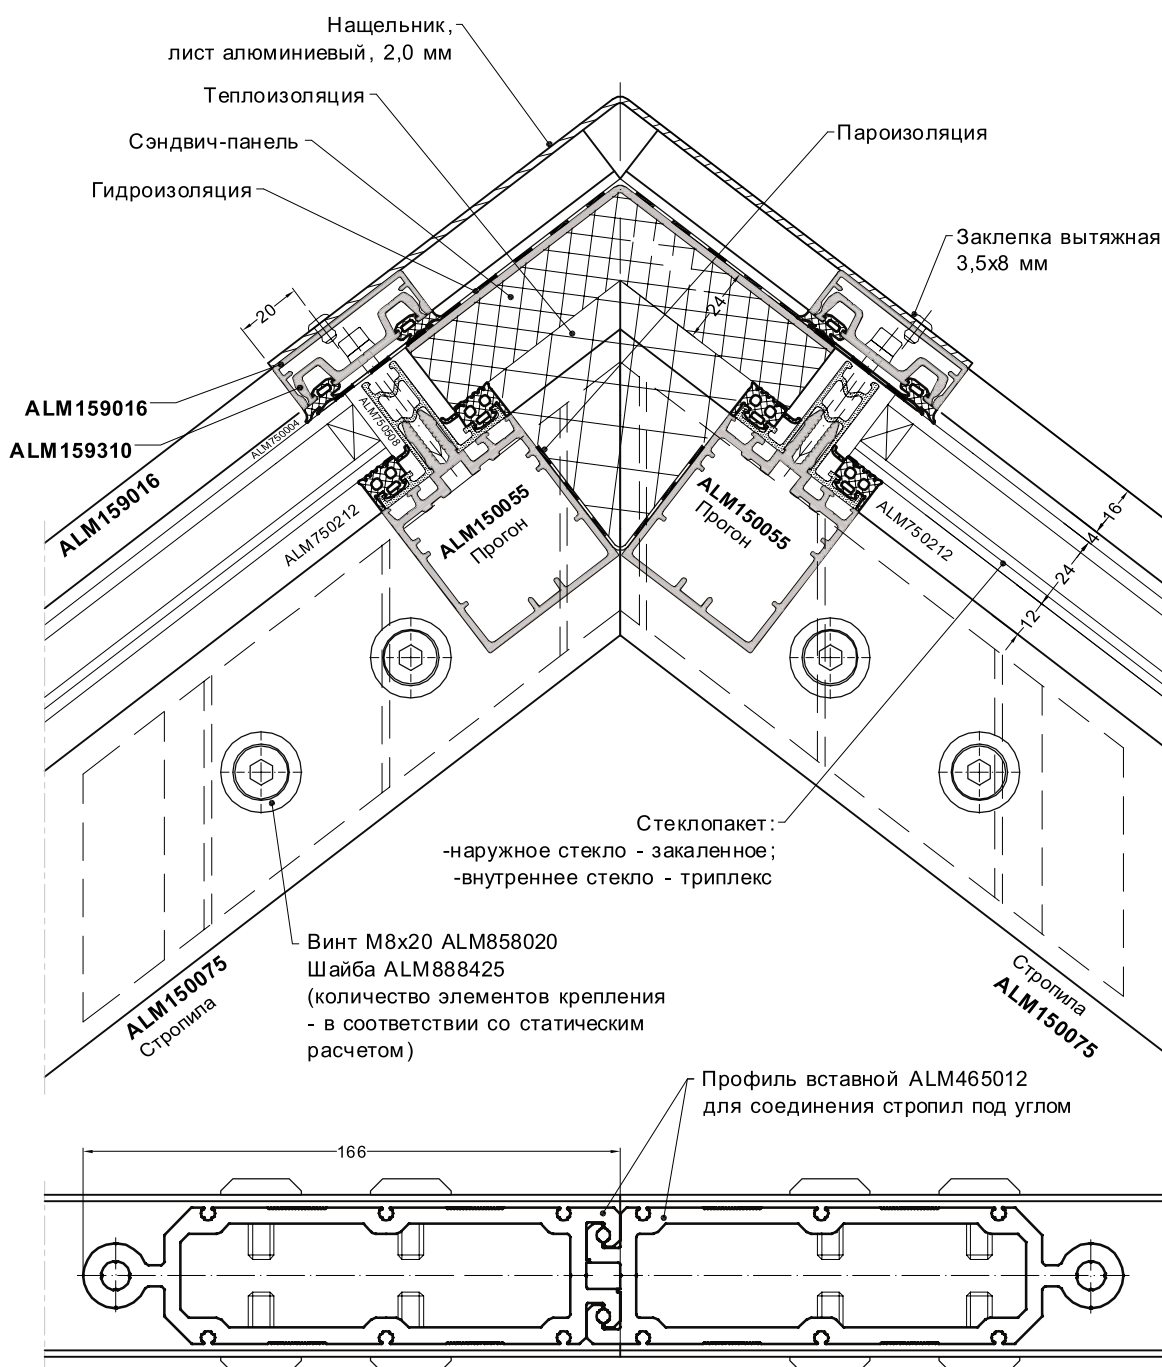 Нащельник,
лист алюминиевый, 2,0 мм
Теплоизоляция
Сэндвич-панель
Гидроизоляция
Пароизоляция
Заклепка вытяжная
3,5х8 мм
20
24
ALM159016
ALM159310
ALM750004
ALM750508
ALM159016
ALM750212
ALM150055
Прогон
ALM150055
Прогон
ALM750212
16
4
24
12
Стеклопакет:
-наружное стекло - закаленное;
-внутреннее стекло - триплекс
Винт М8х20 ALM858020
Шайба ALM888425
(количество элементов крепления
- в соответствии со статическим
расчетом)
ALM150075
Стропила
Стропила
ALM150075
Профиль вставной ALM465012
для соединения стропил под углом
166